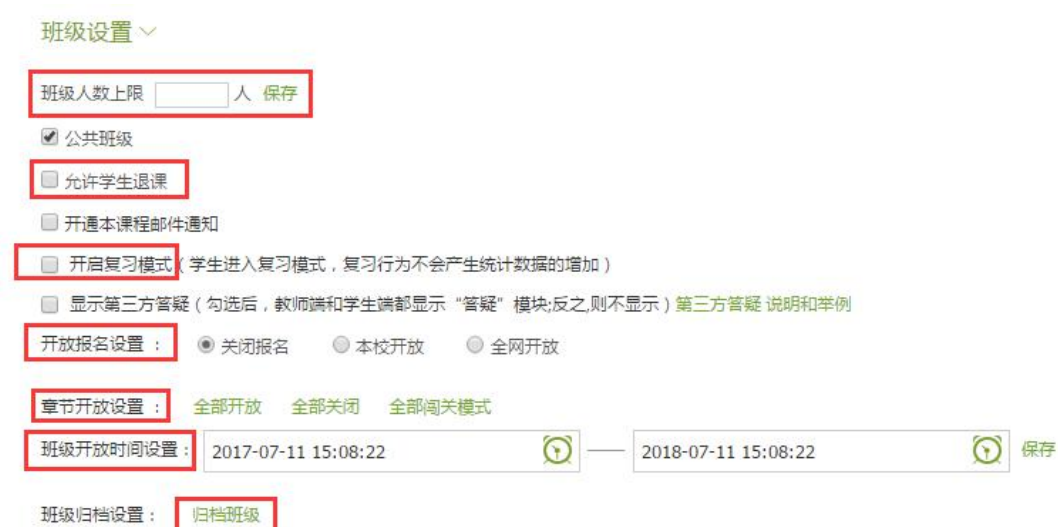 班级设置
班级人数上限 人 保存
公共班级
允许学生退课
开通本课程邮件通知
开启复习模式（学生进入复习模式，复习行为不会产生统计数据的增加）
显示第三方答疑（勾选后，教师端和学生端都显示“答疑”模块;反之,则不显示）第三方答疑 说明和举例
开放报名设置： 关闭报名 本校开放 全网开放
章节开放设置： 全部开放 全部关闭 全部闯关模式
班级开放时间设置： 2017-07-11 15:08:22 —— 2018-07-11 15:08:22 保存
班级归档设置： 归档班级